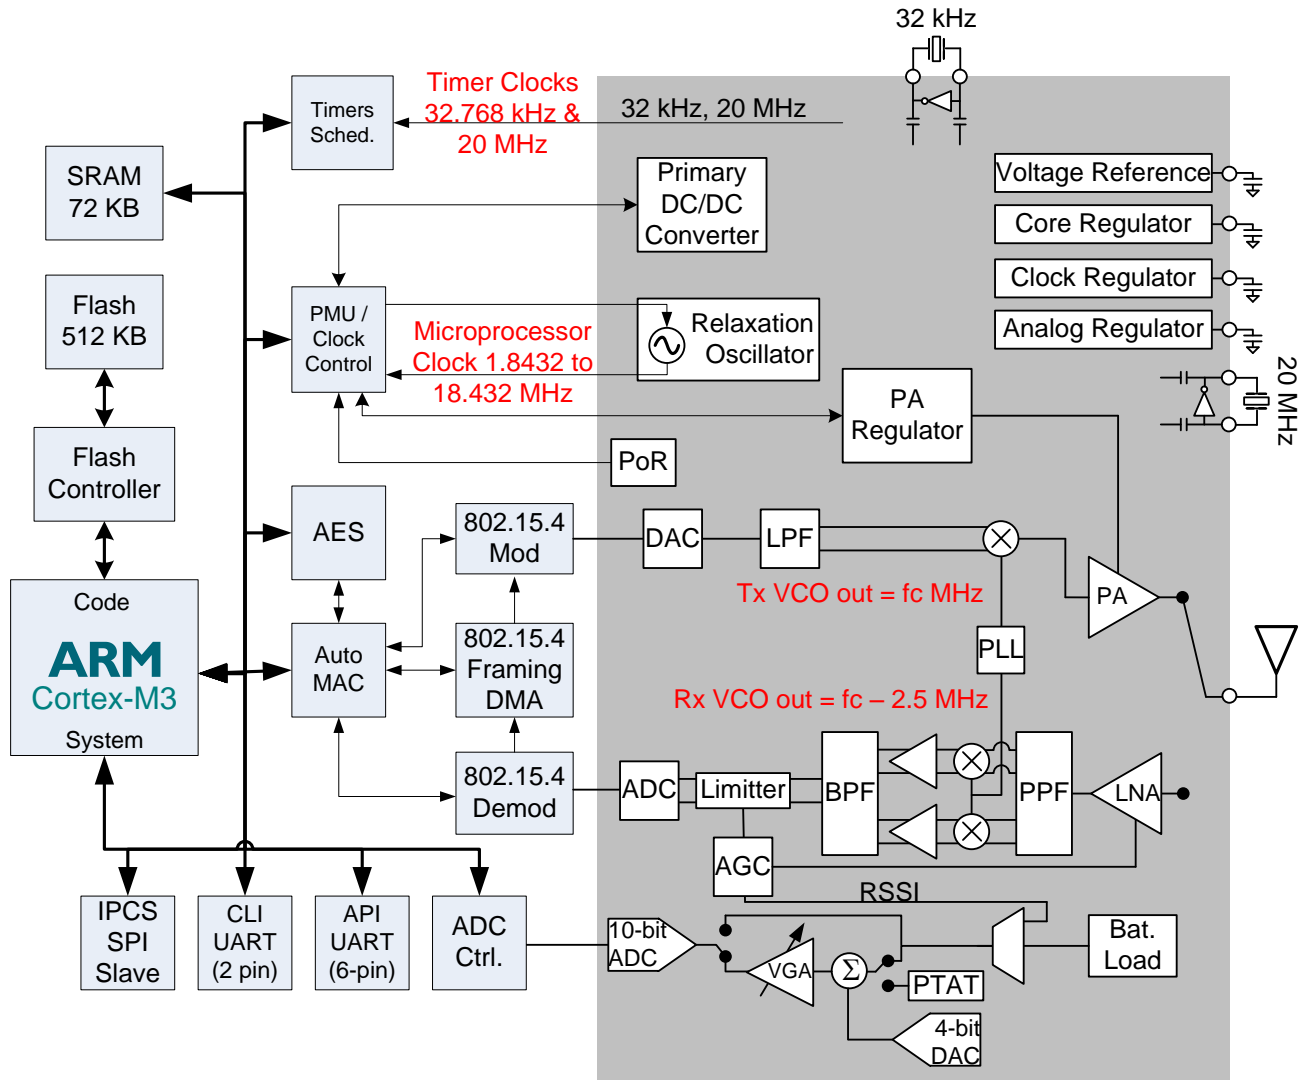 32 kHz
Timer Clocks
32.768 kHz &
20 MHz
32 kHz, 20 MHz
Timers
Sched.
SRAM
72 KB
Primary
DC/DC
Converter
Voltage Reference
Core Regulator
Clock Regulator
Analog Regulator
20 MHz
Flash
512 KB
PMU /
Clock
Control
Microprocessor
Clock 1.8432 to
18.432 MHz
Relaxation
Oscillator
PA
Regulator
PoR
Flash
Controller
AES
802.15.4
Mod
DAC
LPF
Tx VCO out = fc MHz
PA
Code
ARM
Cortex-M3
System
Auto
MAC
802.15.4
Framing
DMA
PLL
Rx VCO out = fc – 2.5 MHz
802.15.4
Demod
ADC
Limitter
BPF
PPF
LNA
AGC
RSSI
IPCS
SPI
Slave
CLI
UART
(2 pin)
API
UART
(6-pin)
ADC
Ctrl.
10-bit
ADC
VGA
Σ
PTAT
Bat.
Load
4-bit
DAC